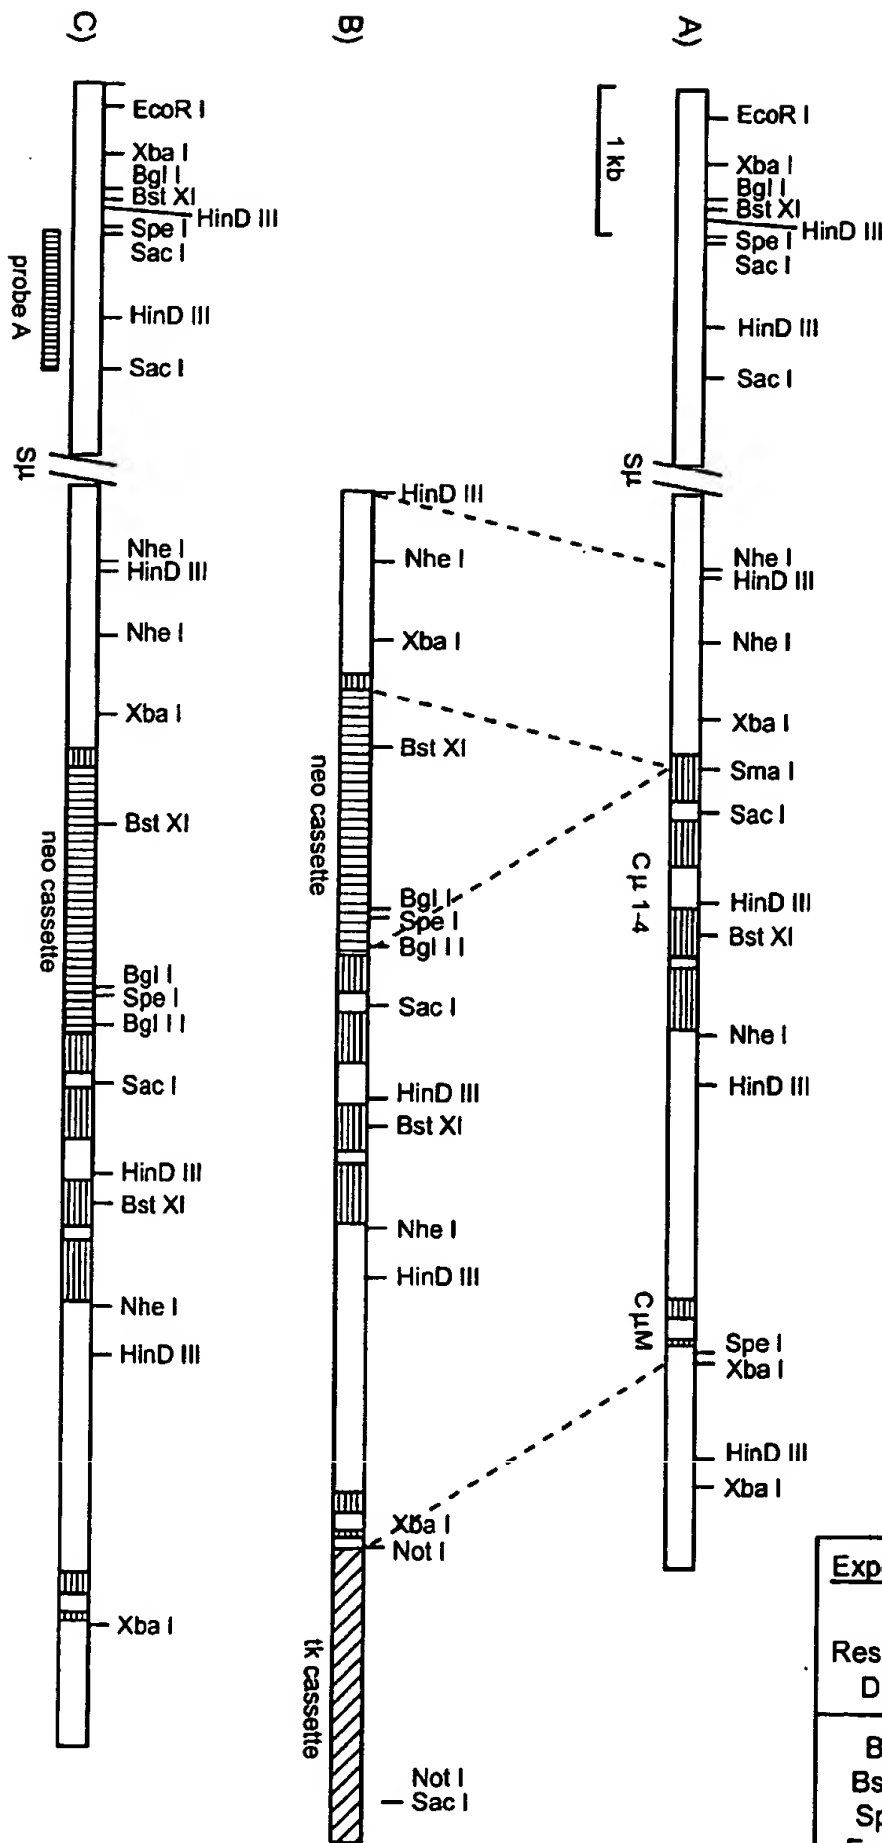 C)
EcoR I
Xba I
Bgl I
Bst XI
HinD III
Spe I
Sac I
HinD III
Sac I
probe A
Sµ
Nhe I
HinD III
Nhe I
Xba I
Bst XI
neo cassette
Bgl I
Spe I
Bgl I I
Sac I
HinD III
Bst XI
Nhe I
HinD III
Xba I
B)
HinD III
Nhe I
Xba I
Bst XI
neo cassette
Bgl I
Spe I
Bgl I I
Sac I
HinD III
Bst XI
Nhe I
HinD III
Xba I
Not I
tk cassette
Not I
Sac I
A)
1 kb
EcoR I
Xba I
Bgl I
Bst XI
HinD III
Spe I
Sac I
HinD III
Sac I
Sµ
Nhe I
HinD III
Nhe I
Xba I
Sma I
Sac I
Cµ 1-4
HinD III
Bst XI
Nhe I
HinD III
CµM
Spe I
Xba I
HinD III
Xba I
Exp
Res
D
B
Bs
Sp